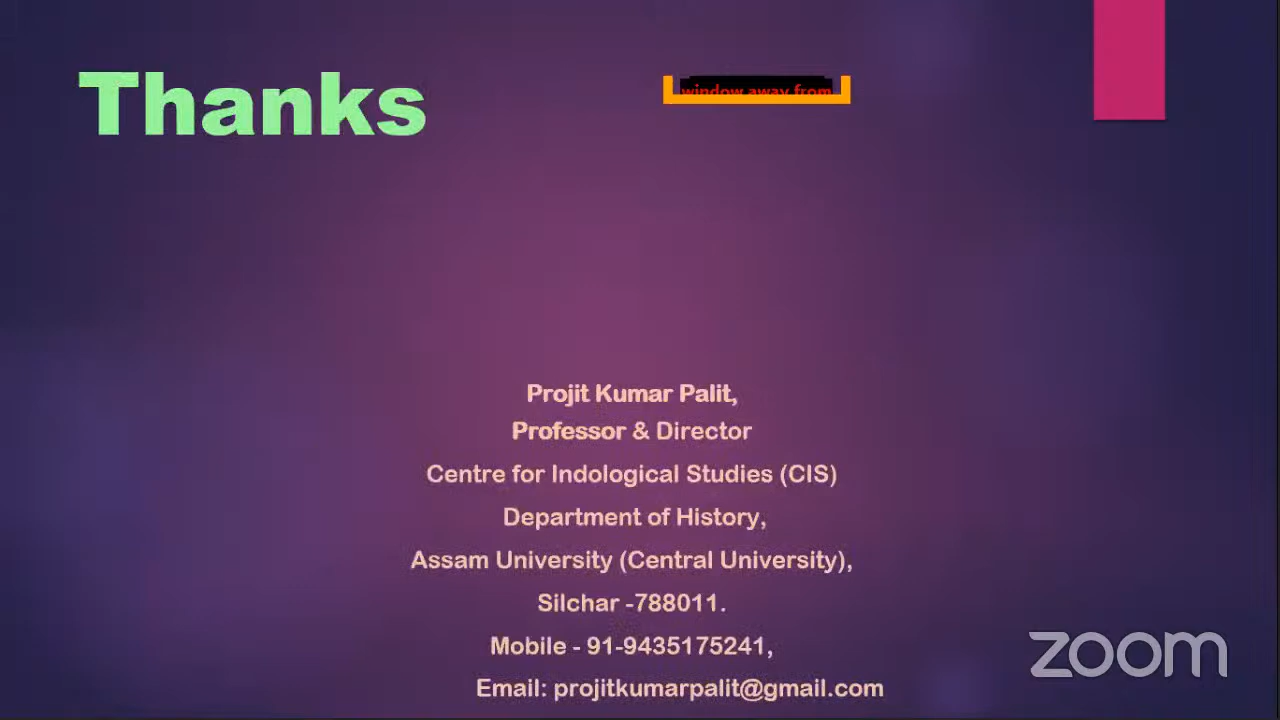 Thanks
window away from
Projit Kumar Palit,
Professor & Director
Centre for Indological Studies (CIS)
Department of History,
Assam University (Central University),
Silchar -788011.
Mobile - 91-9435175241,
Email: projitkumarpalit@gmail.com
zoom